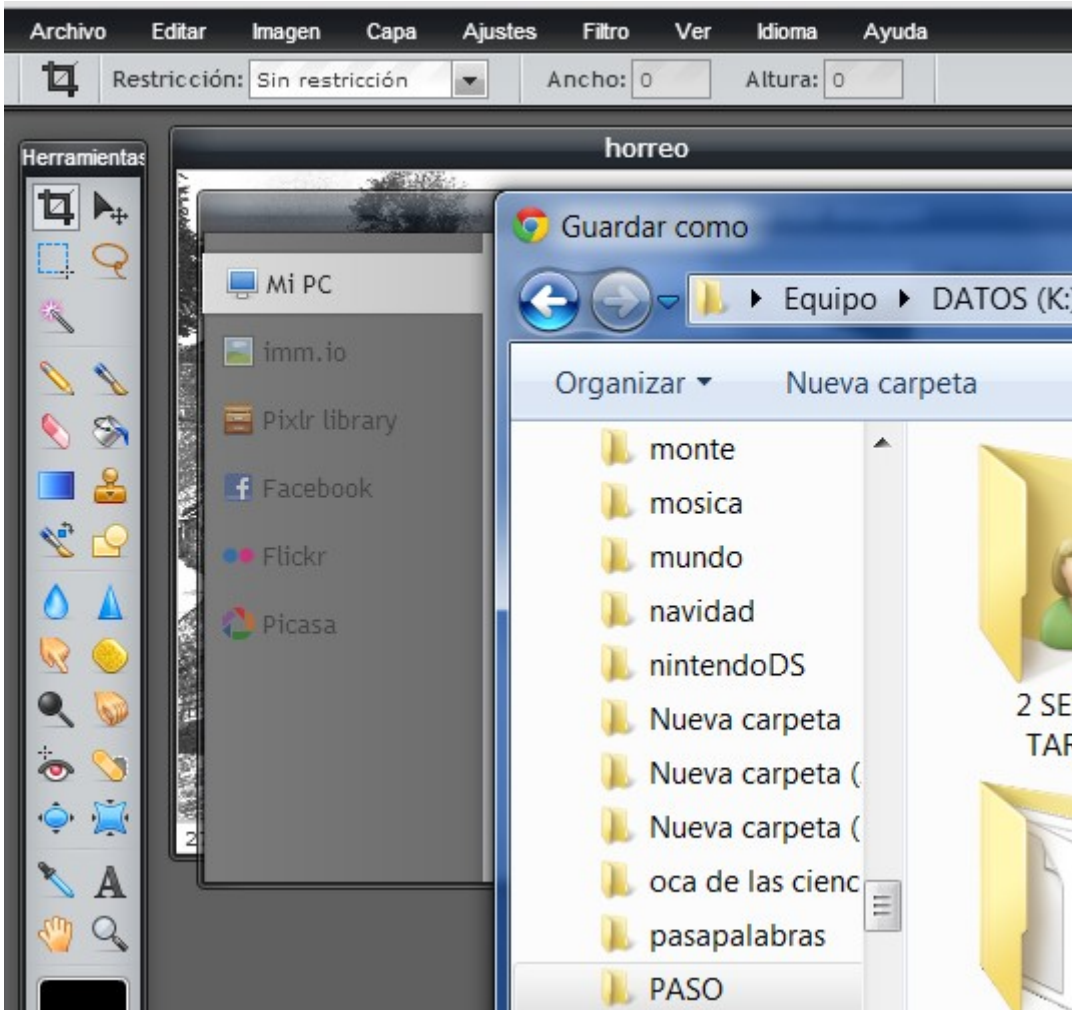 Archivo Editar Imagen Capa Ajustes Filtro Ver Idioma Ayuda
Restricción: Sin restricción Ancho: 0 Altura: 0
Herramientas
horreo
Mi PC
imm.io
Pixlr library
Facebook
Flickr
Picasa
Guardar como
Equipo DATOS (K:)
Organizar Nueva carpeta
monte
mosica
mundo
navidad
nintendoDS
Nueva carpeta
Nueva carpeta (
Nueva carpeta (
oca de las cienc
pasapalabras
PASO
2 SE
TAR
2
A